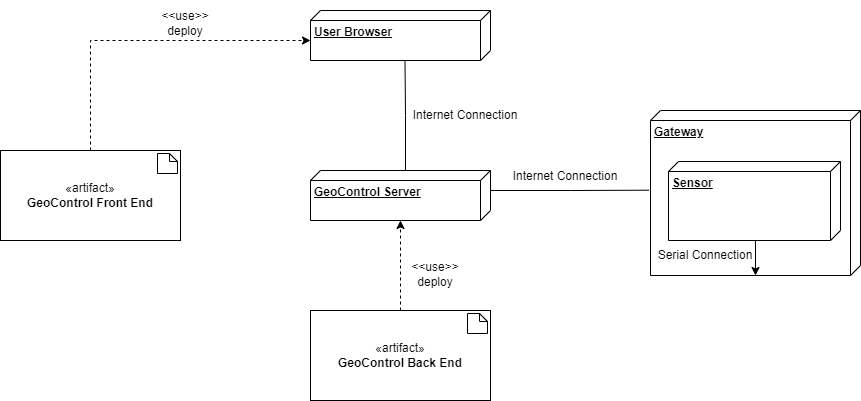 <<use>>
deploy
User Browser
Internet Connection
Gateway
Internet Connection
Sensor
«artifact»
GeoControl Front End
GeoControl Server
Serial Connection
<<use>>
deploy
«artifact»
GeoControl Back End